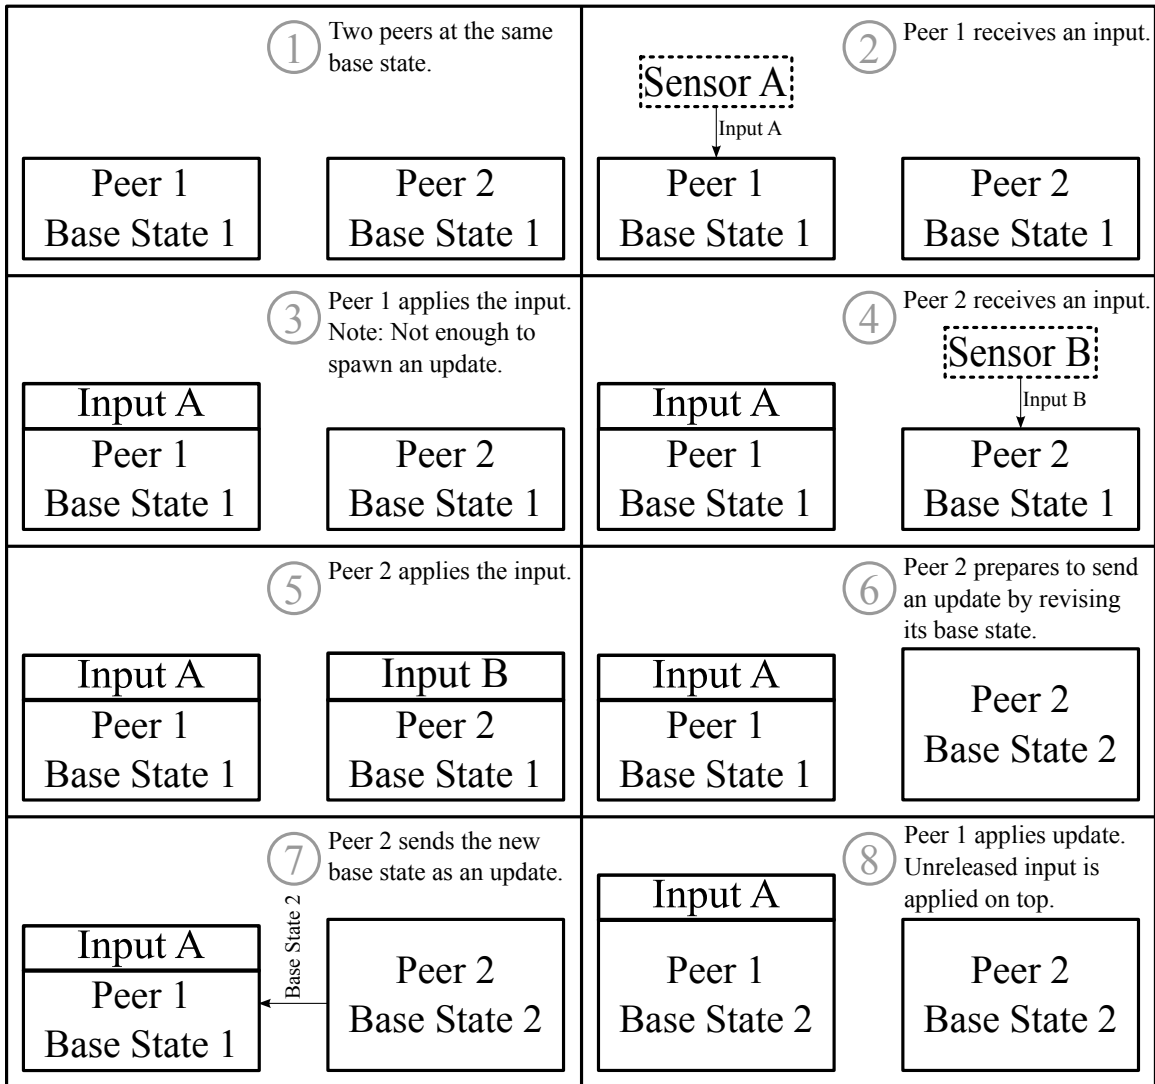 1
Two peers at the same
base state.
Peer 1
Base State 1
Peer 2
Base State 1
2
Peer 1 receives an input.
Sensor A
Input A
Peer 1
Base State 1
Peer 2
Base State 1
3
Peer 1 applies the input.
Note: Not enough to
spawn an update.
Input A
Peer 1
Base State 1
Peer 2
Base State 1
4
Peer 2 receives an input.
Sensor B
Input B
Input A
Peer 1
Base State 1
Peer 2
Base State 1
5
Peer 2 applies the input.
Input A
Peer 1
Base State 1
Input B
Peer 2
Base State 1
6
Peer 2 prepares to send
an update by revising
its base state.
Input A
Peer 1
Base State 1
Peer 2
Base State 2
7
Peer 2 sends the new
base state as an update.
Input A
Peer 1
Base State 1
Base State 2
Peer 2
Base State 2
8
Peer 1 applies update.
Unreleased input is
applied on top.
Input A
Peer 1
Base State 2
Peer 2
Base State 2